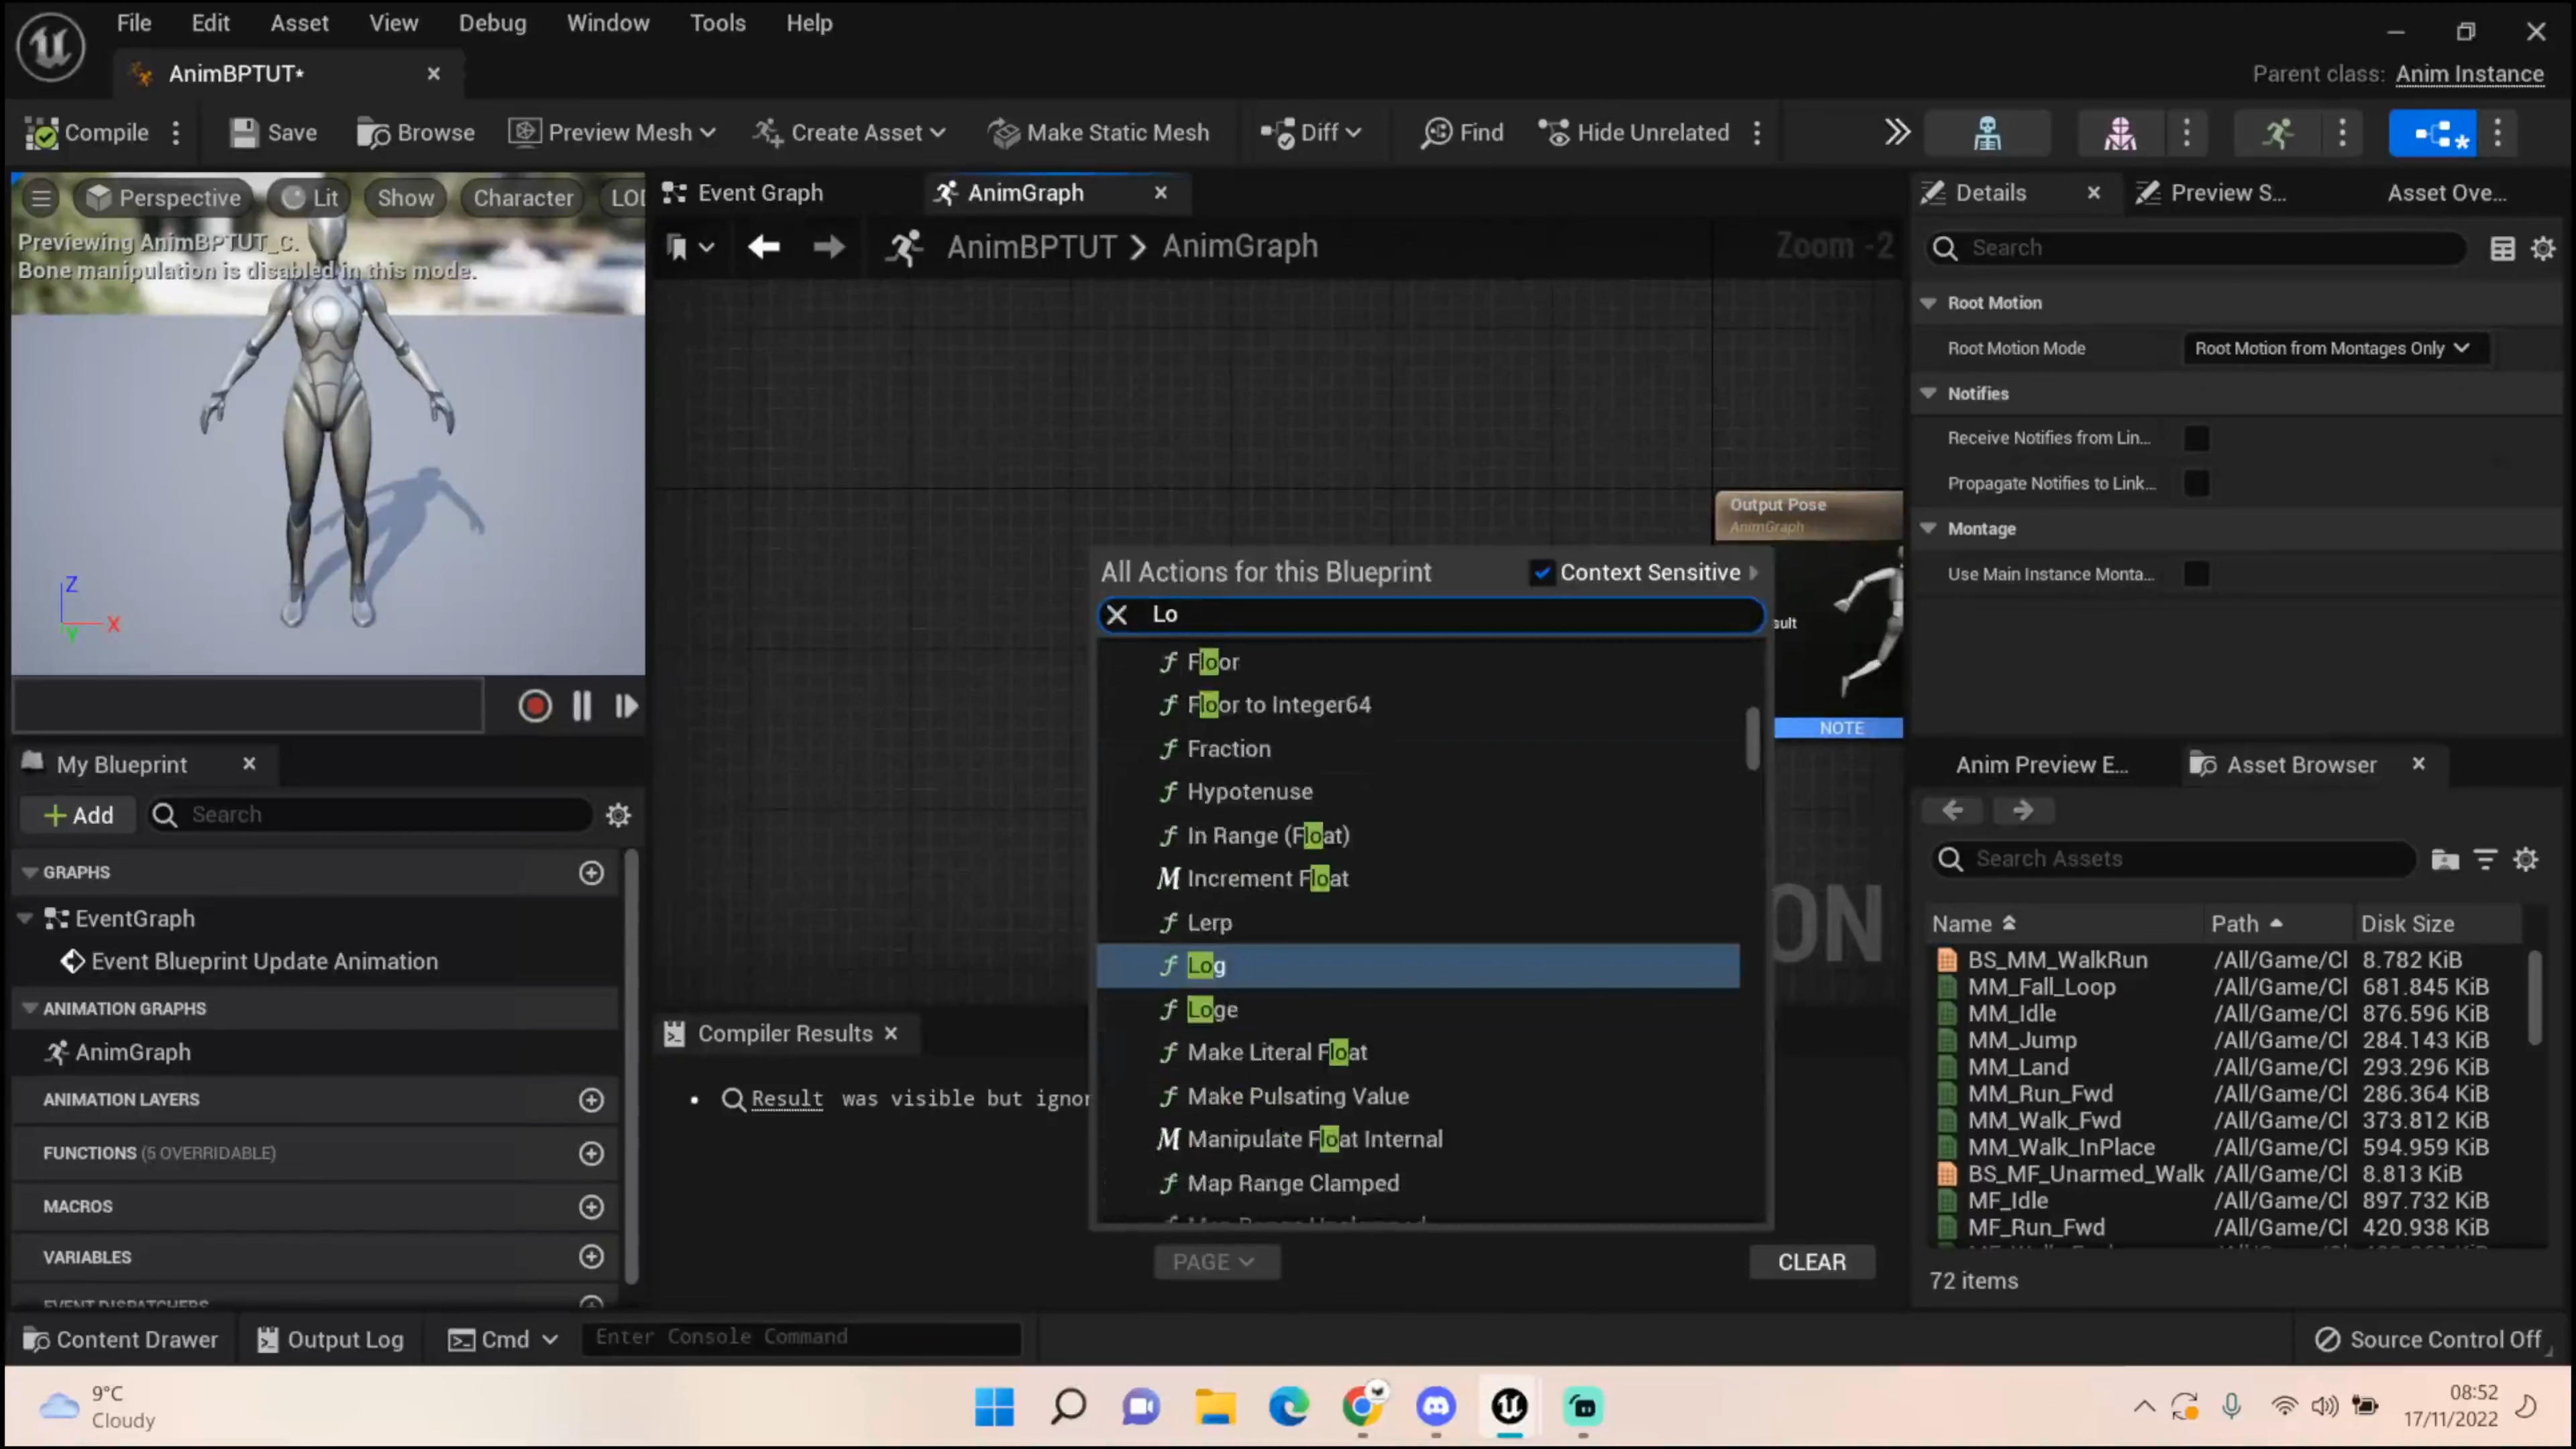 File Edit Asset View Debug Window Tools Help
AnimBPTUT*
Parent class: Anim Instance
Compile Save Browse Preview Mesh Create Asset Make Static Mesh Diff Find Hide Unrelated
Perspective Lit Show Character LOD
Previewing AnimBPTUT_C.
Bone manipulation is disabled in this mode.
Z
X
Y
Event Graph AnimGraph
AnimBPTUT > AnimGraph
Zoom -2
Output Pose
AnimGraph
sult
NOTE
ON
All Actions for this Blueprint Context Sensitive
Lo
Floor
Floor to Integer64
Fraction
Hypotenuse
In Range (Float)
Increment Float
Lerp
Log
Loge
Make Literal Float
Make Pulsating Value
Manipulate Float Internal
Map Range Clamped
Compiler Results
Result was visible but ignor
PAGE
CLEAR
My Blueprint
Add Search
GRAPHS
EventGraph
Event Blueprint Update Animation
ANIMATION GRAPHS
AnimGraph
ANIMATION LAYERS
FUNCTIONS (5 OVERRIDABLE)
MACROS
VARIABLES
EVENT DISPATCHERS
Details Preview S... Asset Ove...
Search
Root Motion
Root Motion Mode Root Motion from Montages Only
Notifies
Receive Notifies from Lin...
Propagate Notifies to Link...
Montage
Use Main Instance Monta...
Anim Preview E... Asset Browser
Search Assets
Name Path Disk Size
BS_MM_WalkRun /All/Game/Cl 8.782 KiB
MM_Fall_Loop /All/Game/Cl 681.845 KiB
MM_Idle /All/Game/Cl 876.596 KiB
MM_Jump /All/Game/Cl 284.143 KiB
MM_Land /All/Game/Cl 293.296 KiB
MM_Run_Fwd /All/Game/Cl 286.364 KiB
MM_Walk_Fwd /All/Game/Cl 373.812 KiB
MM_Walk_InPlace /All/Game/Cl 594.959 KiB
BS_MF_Unarmed_Walk /All/Game/Cl 8.813 KiB
MF_Idle /All/Game/Cl 897.732 KiB
MF_Run_Fwd /All/Game/Cl 420.938 KiB
72 items
Content Drawer Output Log Cmd Enter Console Command
Source Control Off
9°C
Cloudy
08:52
17/11/2022